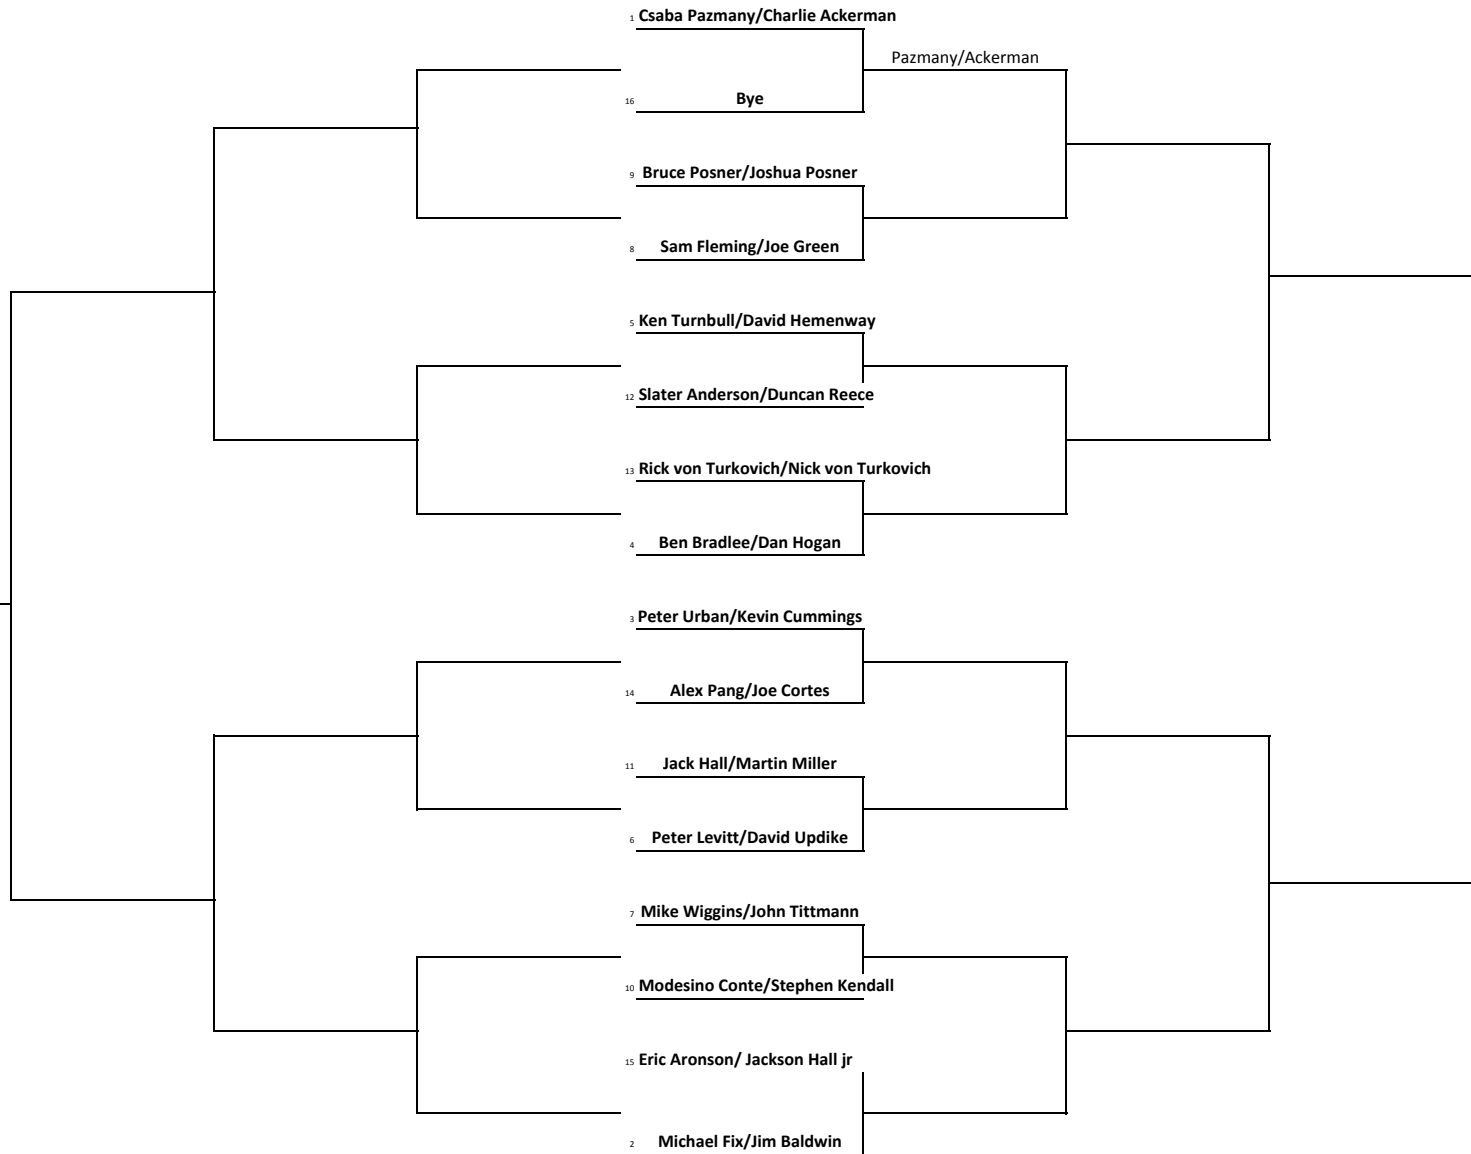 1 Csaba Pazmany/Charlie Ackerman
Pazmany/Ackerman
16 Bye
9 Bruce Posner/Joshua Posner
8 Sam Fleming/Joe Green
5 Ken Turnbull/David Hemenway
12 Slater Anderson/Duncan Reece
13 Rick von Turkovich/Nick von Turkovich
4 Ben Bradlee/Dan Hogan
3 Peter Urban/Kevin Cummings
14 Alex Pang/Joe Cortes
11 Jack Hall/Martin Miller
6 Peter Levitt/David Updike
7 Mike Wiggins/John Tittmann
10 Modesino Conte/Stephen Kendall
15 Eric Aronson/ Jackson Hall jr
2 Michael Fix/Jim Baldwin